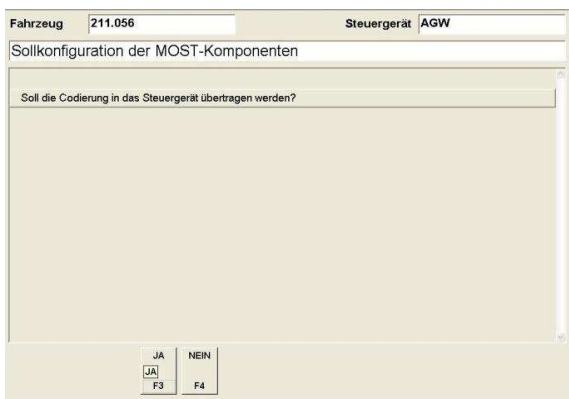 Fahrzeug 211.056 Steuergerät AGW
Sollkonfiguration der MOST-Komponenten
Soll die Codierung in das Steuergerät übertragen werden?
JA NEIN
JA
F3 F4